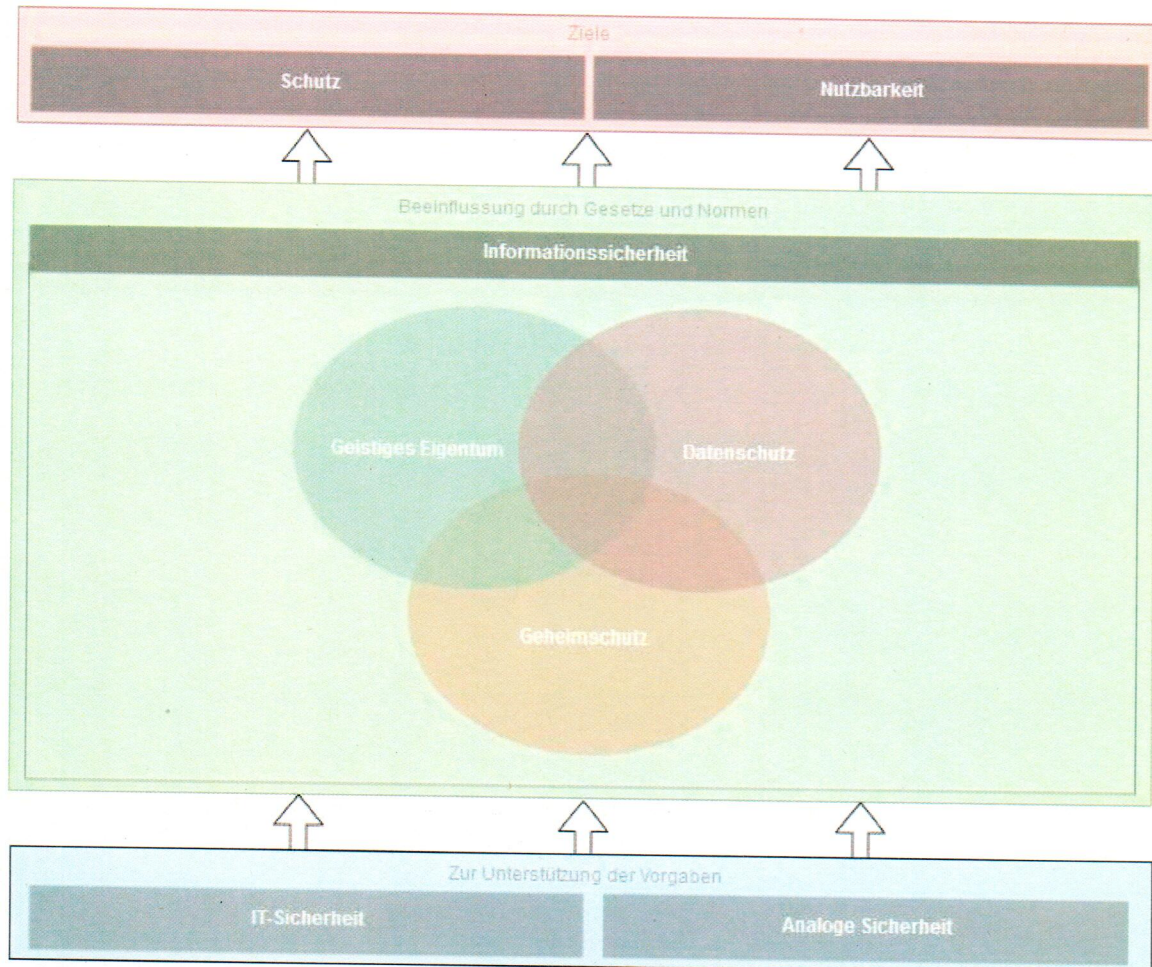 Ziele
Schutz
Nutzbarkeit
Beeinflussung durch Gesetze und Normen
Informationssicherheit
Geistiges Eigentum
Datenschutz
Geheimschutz
Zur Unterstützung der Vorgaben
IT-Sicherheit
Analoge Sicherheit